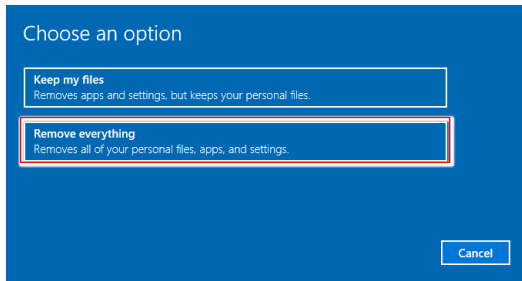 Choose an option
Keep my files
Removes apps and settings, but keeps your personal files.
Remove everything
Removes all of your personal files, apps, and settings.
Cancel